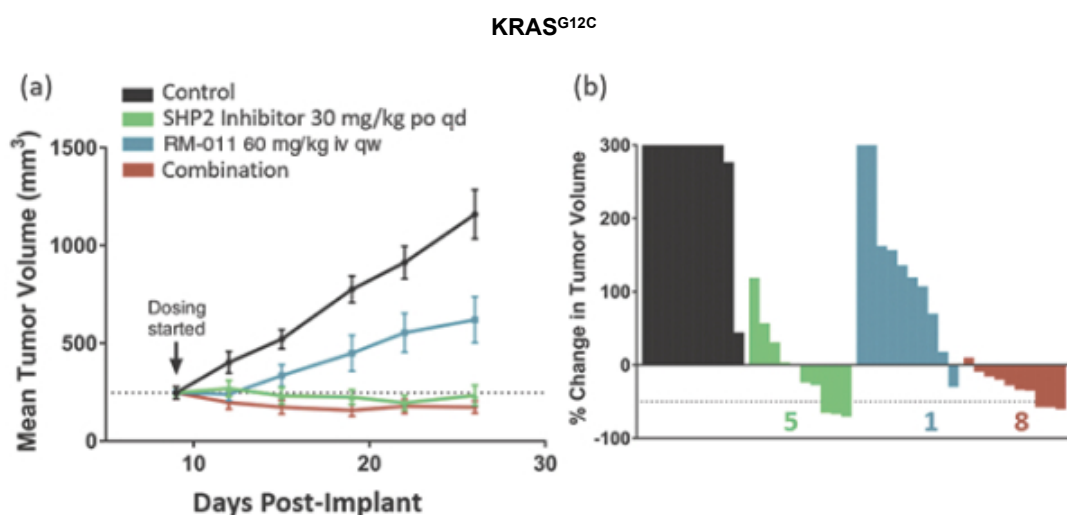 KRASG12C
(a)
Control
SHP2 Inhibitor 30 mg/kg po qd
RM-011 60 mg/kg iv qw
Combination
Mean Tumor Volume (mm3)
1500
1000
500
0
Dosing
started
10
20
30
Days Post-Implant
(b)
% Change in Tumor Volume
300
200
100
0
-100
5
1
8